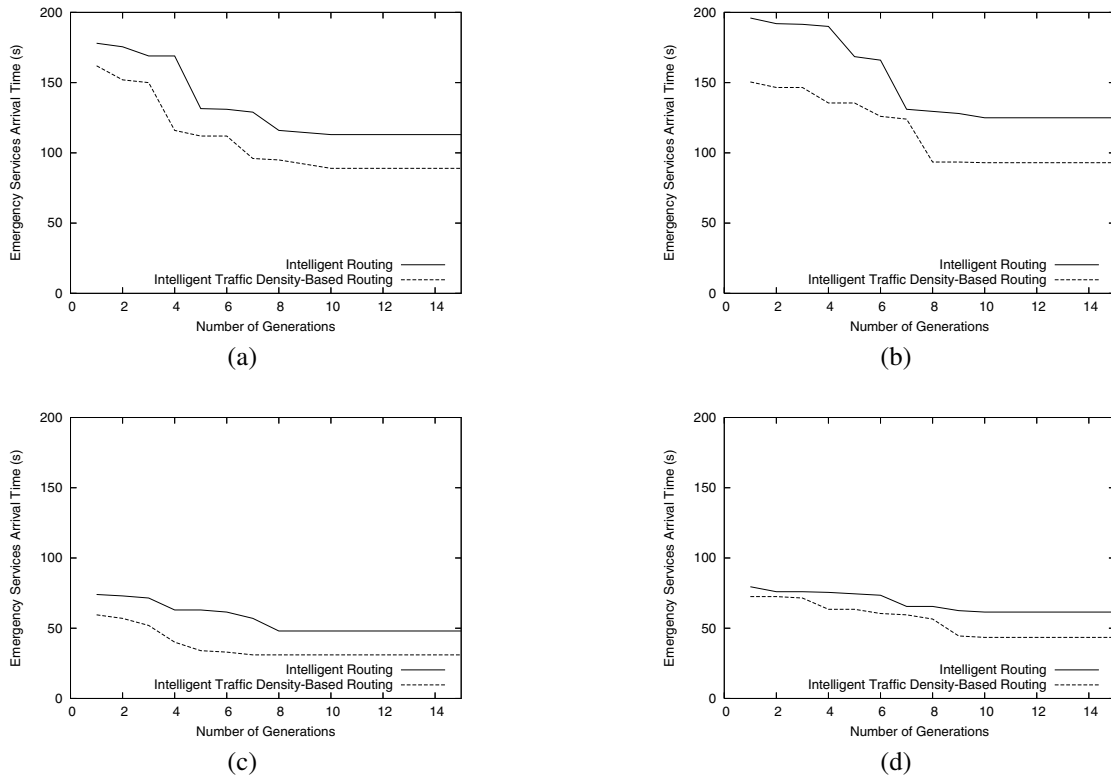 200
150
100
50
0
Emergency Services Arrival Time (s)
Intelligent Routing
Intelligent Traffic Density-Based Routing
0 2 4 6 8 10 12 14
Number of Generations
(a)
200
150
100
50
0
Emergency Services Arrival Time (s)
Intelligent Routing
Intelligent Traffic Density-Based Routing
0 2 4 6 8 10 12 14
Number of Generations
(b)
200
150
100
50
0
Emergency Services Arrival Time (s)
Intelligent Routing
Intelligent Traffic Density-Based Routing
0 2 4 6 8 10 12 14
Number of Generations
(c)
200
150
100
50
0
Emergency Services Arrival Time (s)
Intelligent Routing
Intelligent Traffic Density-Based Routing
0 2 4 6 8 10 12 14
Number of Generations
(d)